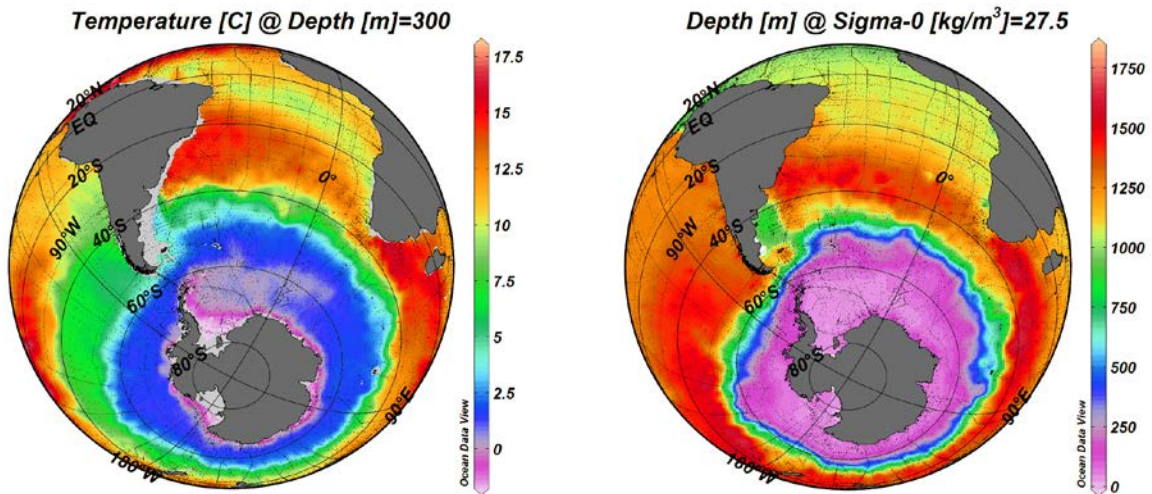 Temperature [C] @ Depth [m]=300
17.5
15
12.5
10
7.5
5
2.5
0
20°N
EQ
20°S
40°S
60°S
80°S
90°W
0°
90°E
180°W
Ocean Data View
Depth [m] @ Sigma-0 [kg/m³]=27.5
1750
1500
1250
1000
750
500
250
0
20°N
EQ
20°S
40°S
60°S
80°S
90°W
0°
90°E
180°W
Ocean Data View